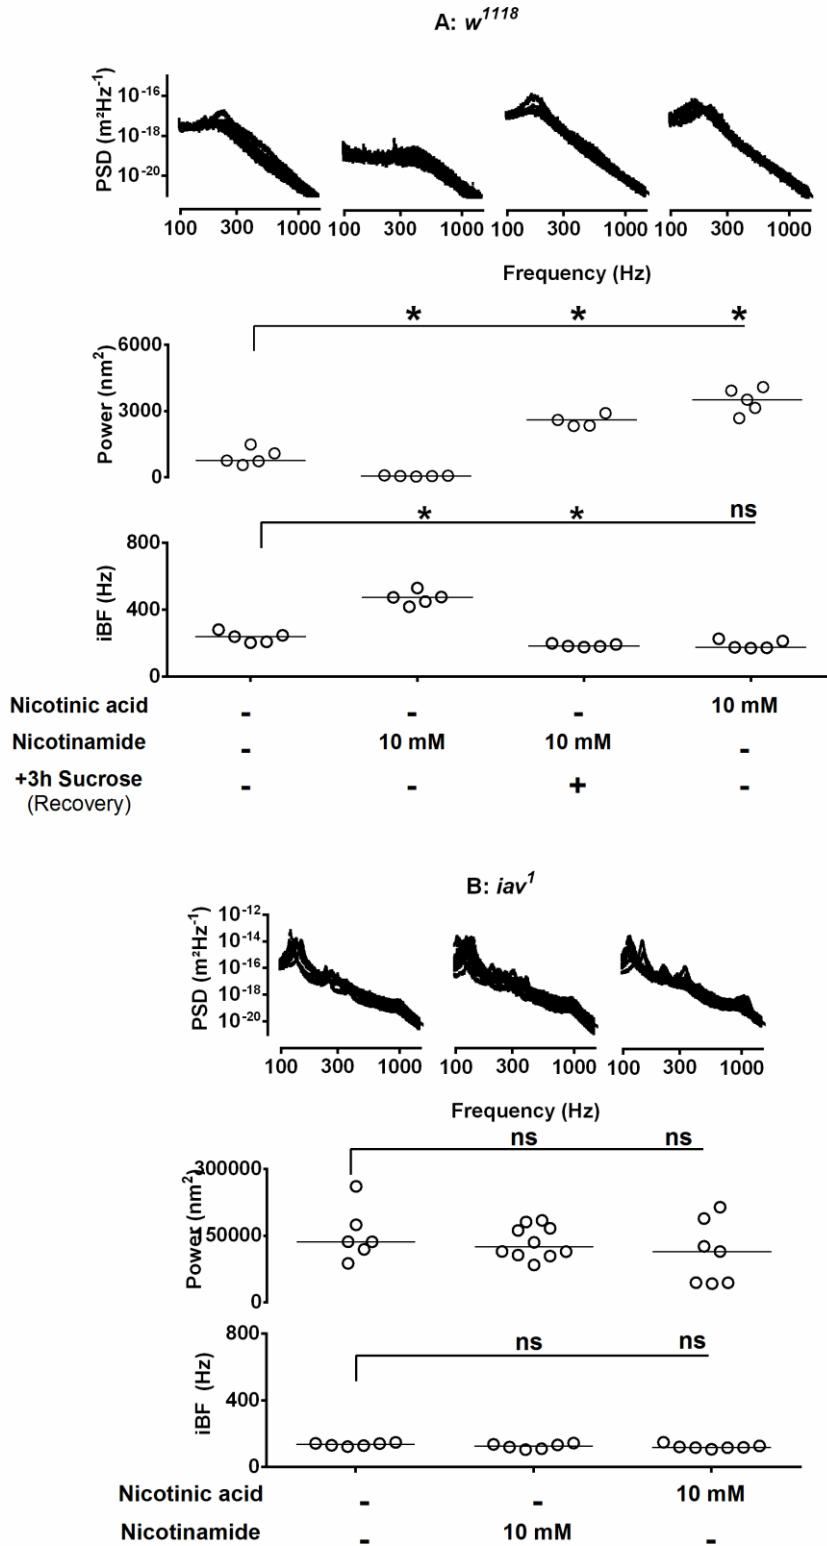 A: w¹¹¹⁸
PSD (m²Hz⁻¹)
10⁻¹⁶
10⁻¹⁸
10⁻²⁰
100 300 1000 100 300 1000 100 300 1000 100 300 1000
Frequency (Hz)
* * *
Power (nm²)
6000
3000
0
* * ns
iBF (Hz)
800
400
0
Nicotinic acid - - - 10 mM
Nicotinamide - 10 mM 10 mM -
+3h Sucrose - - + -
(Recovery)
B: iav¹
PSD (m²Hz⁻¹)
10⁻¹²
10⁻¹⁴
10⁻¹⁶
10⁻¹⁸
10⁻²⁰
100 300 1000 100 300 1000 100 300 1000
Frequency (Hz)
ns ns
Power (nm²)
300000
150000
0
ns ns
iBF (Hz)
800
400
0
Nicotinic acid - - 10 mM
Nicotinamide - 10 mM -